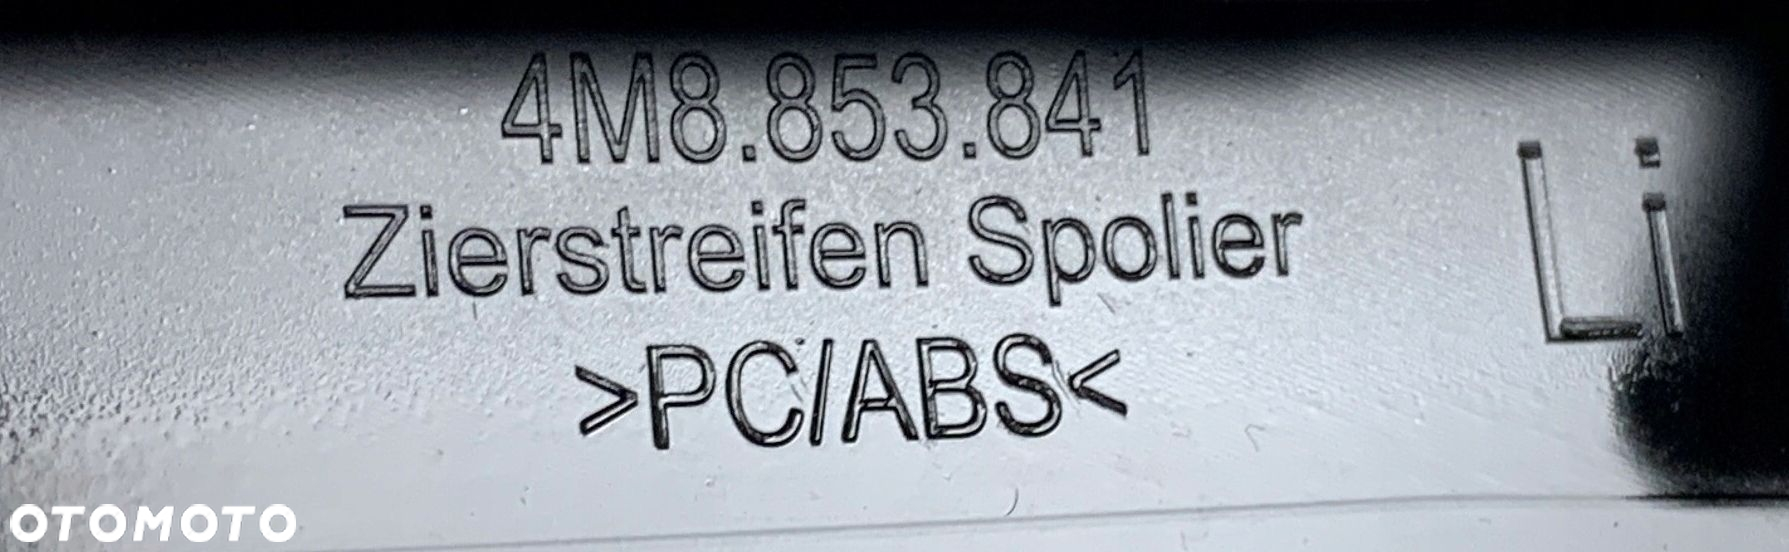 4M8.853.841
Zierstreifen Spolier
>PC/ABS<
Li
OTOMOTO